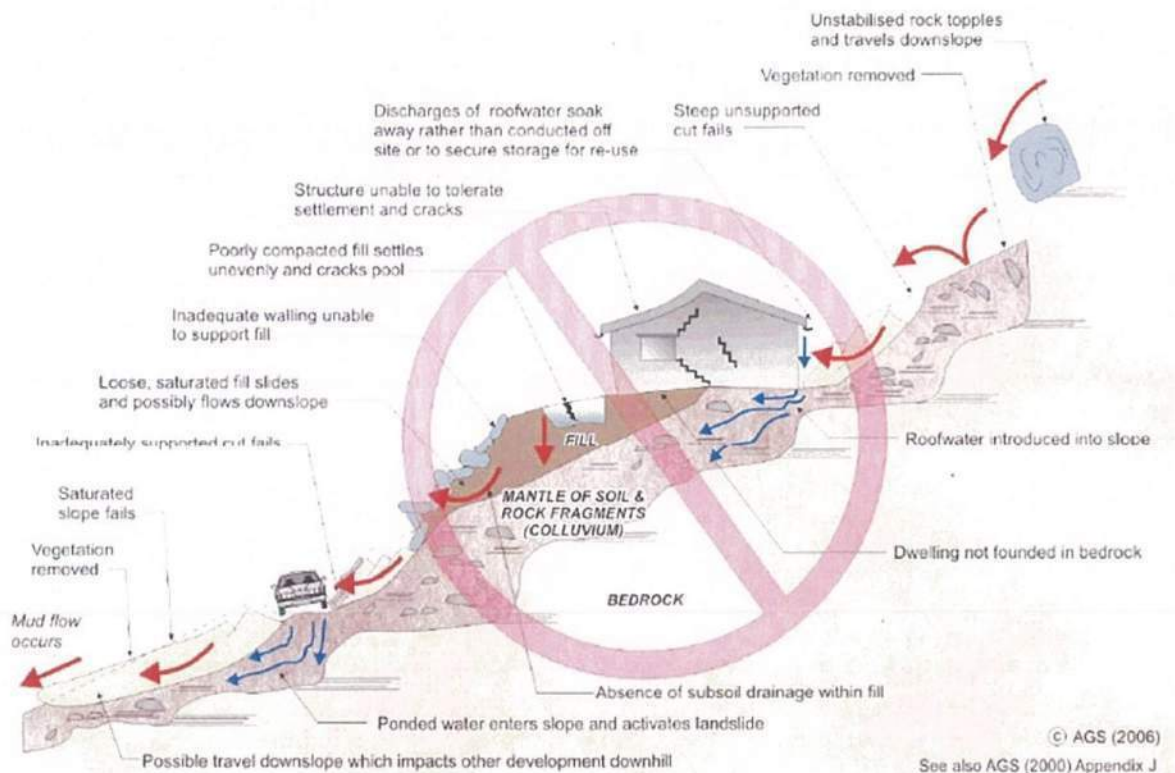 Unstabilised rock topples
and travels downslope
Vegetation removed
Discharges of roofwater soak
away rather than conducted off
site or to secure storage for re-use
Steep unsupported
cut fails
Structure unable to tolerate
settlement and cracks
Poorly compacted fill settles
unevenly and cracks pool
Inadequate walling unable
to support fill
Loose, saturated fill slides
and possibly flows downslope
Inadequately supported cut fails
Saturated
slope fails
Vegetation
removed
Mud flow
occurs
FILL
MANTLE OF SOIL &
ROCK FRAGMENTS
(COLLUVIUM)
BEDROCK
Roofwater introduced into slope
Dwelling not founded in bedrock
Absence of subsoil drainage within fill
Ponded water enters slope and activates landslide
Possible travel downslope which impacts other development downhill
© AGS (2006)
See also AGS (2000) Appendix J